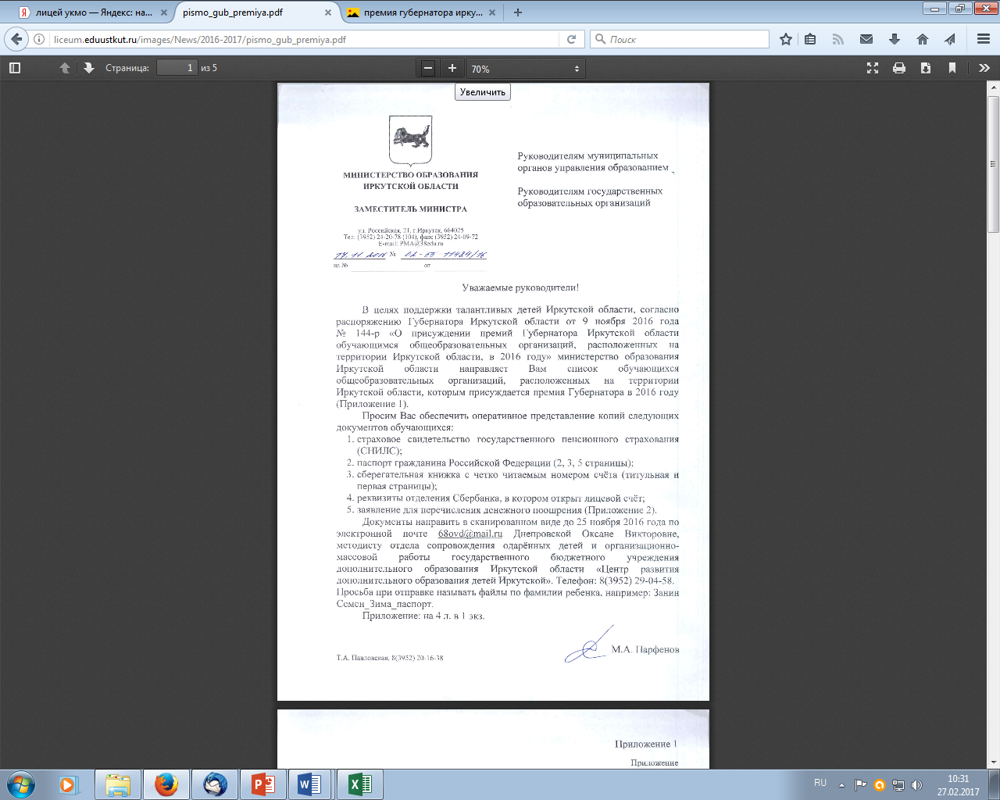 лицей укмо — Яндекс: на...
pismo_gub_premiya.pdf
премия губернатора ирку...
liceum.eduustkut.ru/images/News/2016-2017/pismo_gub_premiya.pdf
Поиск
Страница: 1 из 5
70%
Увеличить
МИНИСТЕРСТВО ОБРАЗОВАНИЯ
ИРКУТСКОЙ ОБЛАСТИ
ЗАМЕСТИТЕЛЬ МИНИСТРА
ул. Российская, 21, г.Иркутск, 664025
Тел. (3952) 24-20-78 (104), факс (3952) 24-09-72
E-mail: PMA@38edu.ru
17.11.2016 № 02-55-11484/16
на № от
Руководителям муниципальных
органов управления образованием
Руководителям государственных
образовательных организаций
Уважаемые руководители!
В целях поддержки талантливых детей Иркутской области, согласно
распоряжению Губернатора Иркутской области от 9 ноября 2016 года
№ 144-р «О присуждении премий Губернатора Иркутской области
обучающимся общеобразовательных организаций, расположенных на
территории Иркутской области, в 2016 году» министерство образования
Иркутской области направляет Вам список обучающихся
общеобразовательных организаций, расположенных на территории
Иркутской области, которым присуждается премия Губернатора в 2016 году
(Приложение 1).
Просим Вас обеспечить оперативное представление копий следующих
документов обучающихся:
1. страховое свидетельство государственного пенсионного страхования
(СНИЛС);
2. паспорт гражданина Российской Федерации (2, 3, 5 страницы);
3. сберегательная книжка с четко читаемым номером счёта (титульная и
первая страницы);
4. реквизиты отделения Сбербанка, в котором открыт лицевой счёт;
5. заявление для перечисления денежного поощрения (Приложение 2).
Документы направить в сканированном виде до 25 ноября 2016 года по
электронной почте 68ovd@mail.ru Днепровской Оксане Викторовне,
методисту отдела сопровождения одарённых детей и организационно-
массовой работы государственного бюджетного учреждения
дополнительного образования Иркутской области «Центр развития
дополнительного образования детей Иркутской». Телефон: 8(3952) 29-04-58.
Просьба при отправке называть файлы по фамилии ребенка, например: Занин
Семен_Зима_паспорт.
Приложение: на 4 л. в 1 экз.
М.А. Парфенов
Т.А. Павловская, 8(3952) 20-16-38
Приложение 1
Приложение
RU
10:31
27.02.2017